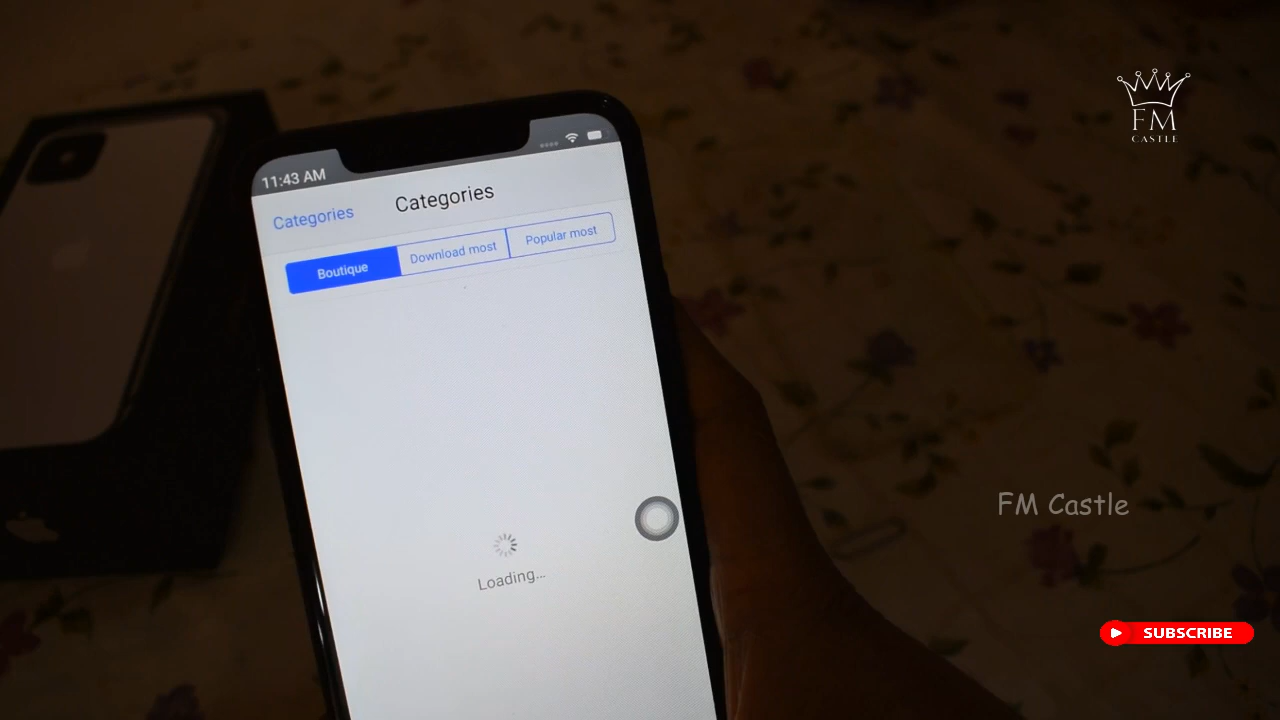 FM
CASTLE
11:43 AM
Categories
Categories
Boutique
Download most
Popular most
Loading...
FM Castle
SUBSCRIBE